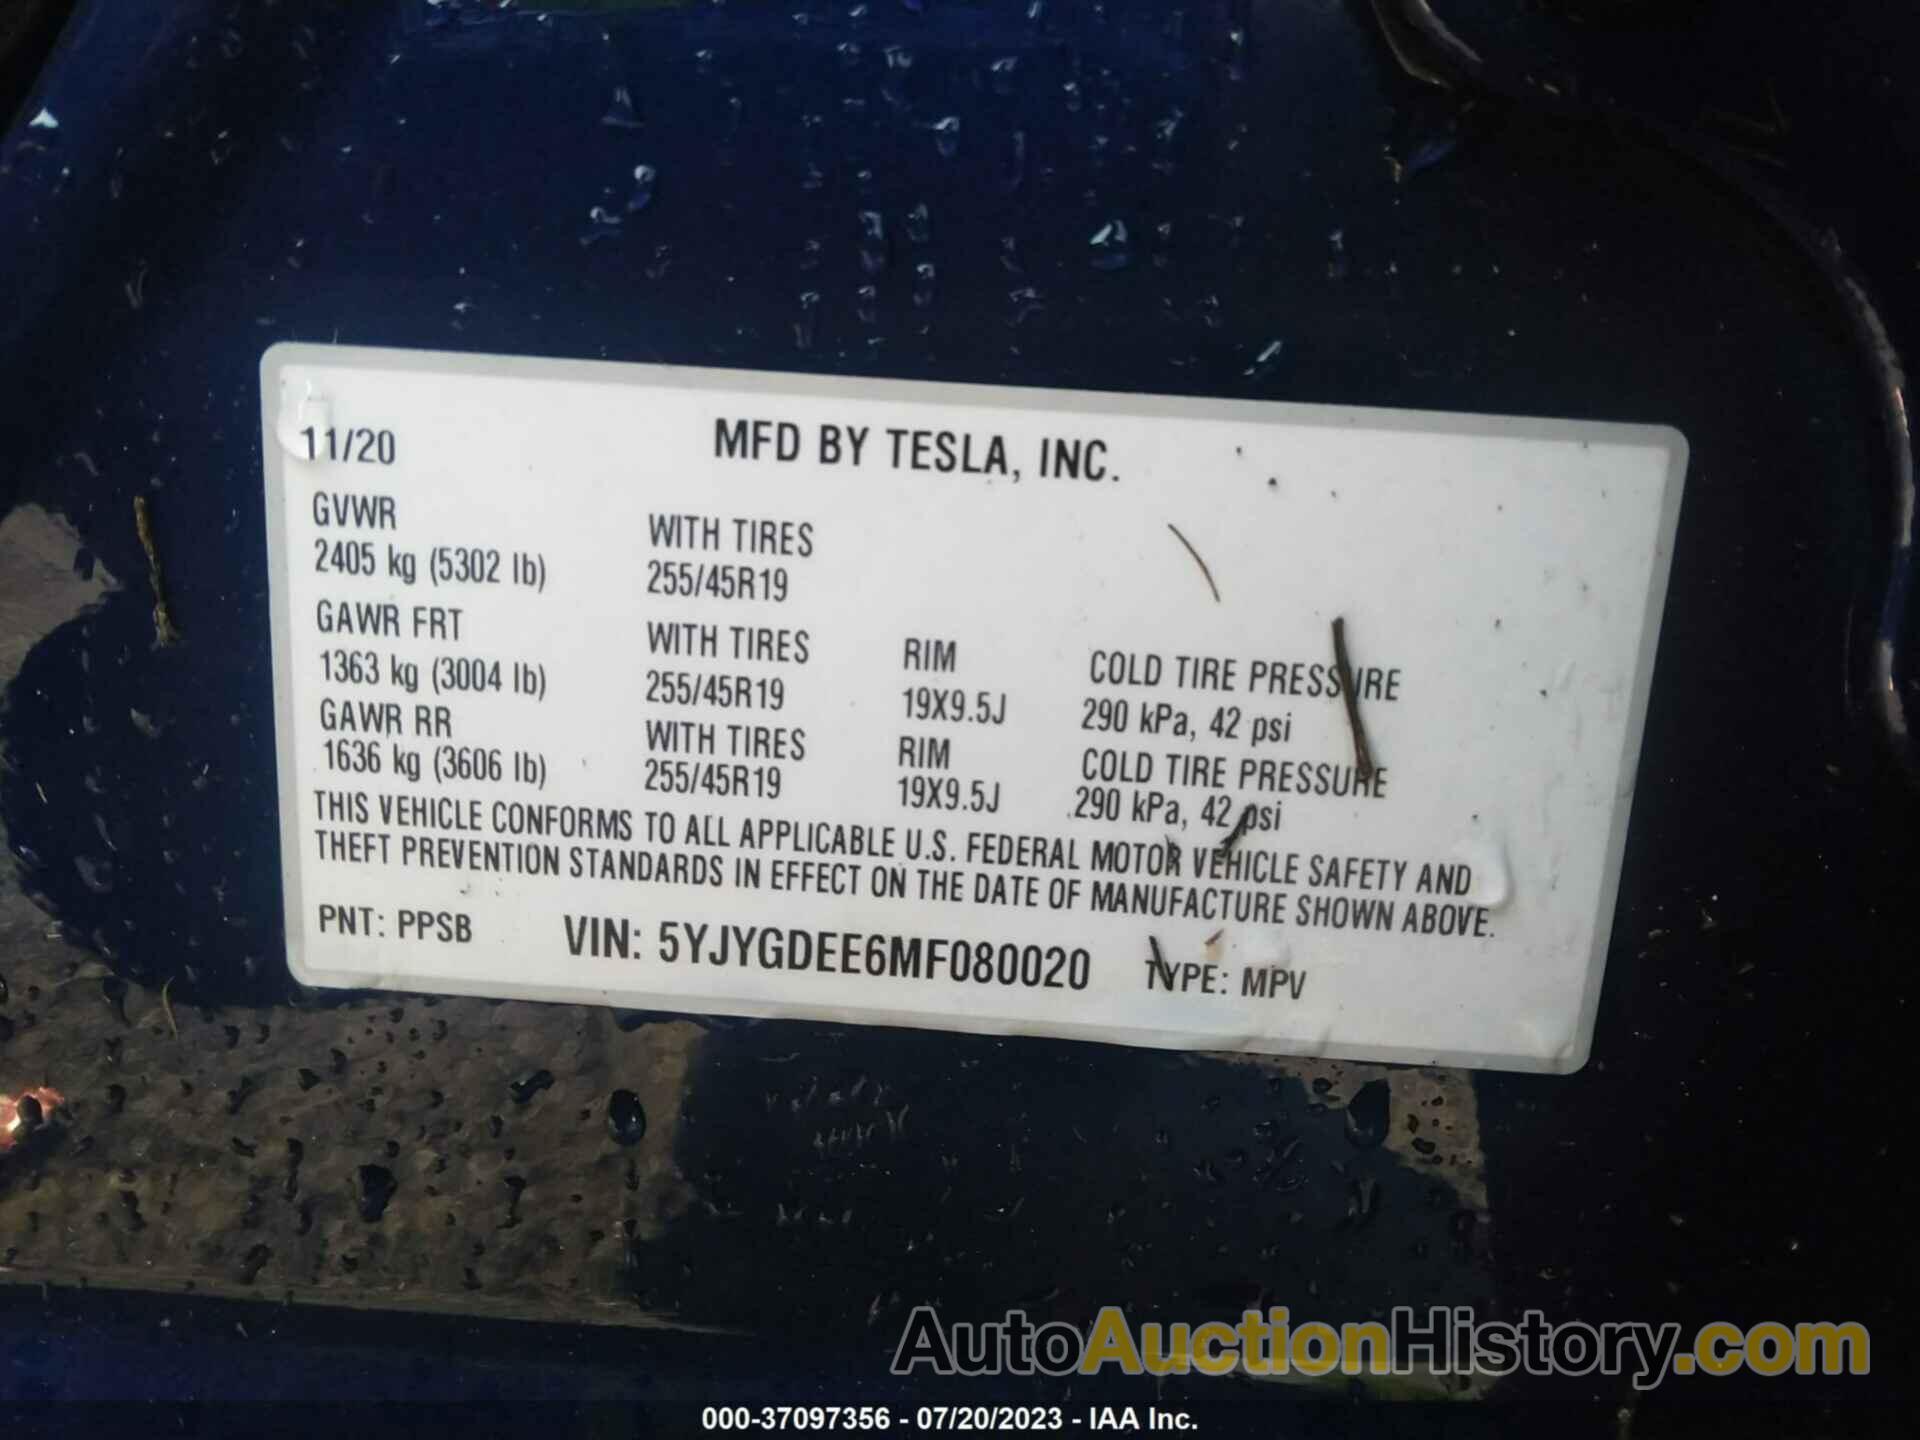 11/20 MFD BY TESLA, INC.
GVWR WITH TIRES
2405 kg (5302 lb) 255/45R19
GAWR FRT WITH TIRES RIM COLD TIRE PRESSURE
1363 kg (3004 lb) 255/45R19 19X9.5J 290 kPa, 42 psi
GAWR RR WITH TIRES RIM COLD TIRE PRESSURE
1636 kg (3606 lb) 255/45R19 19X9.5J 290 kPa, 42 psi
THIS VEHICLE CONFORMS TO ALL APPLICABLE U.S. FEDERAL MOTOR VEHICLE SAFETY AND
THEFT PREVENTION STANDARDS IN EFFECT ON THE DATE OF MANUFACTURE SHOWN ABOVE.
PNT: PPSB VIN: 5YJYGDEE6MF080020 TYPE: MPV
AutoAuctionHistory.com
000-37097356 - 07/20/2023 - IAA Inc.